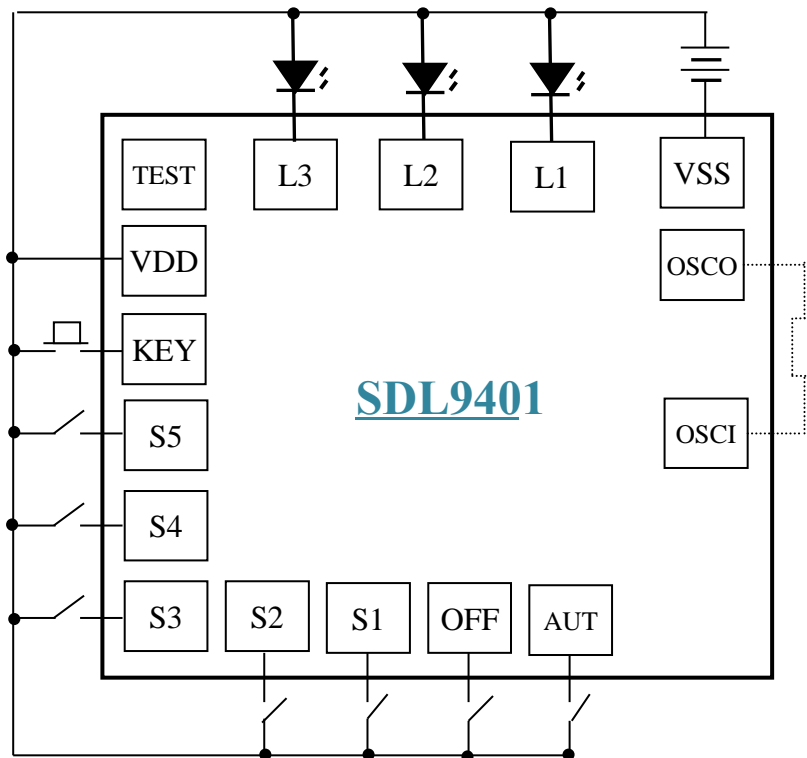 TEST
L3
L2
L1
VSS
VDD
OSCO
KEY
SDL9401
S5
OSCI
S4
S3
S2
S1
OFF
AUT